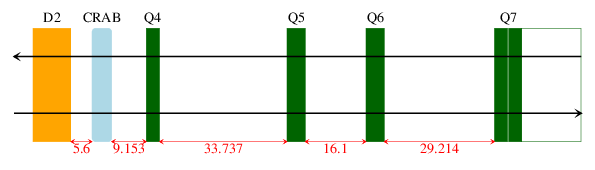 D2 CRAB Q4 Q5 Q6 Q7
5.6 9.153 33.737 16.1 29.214